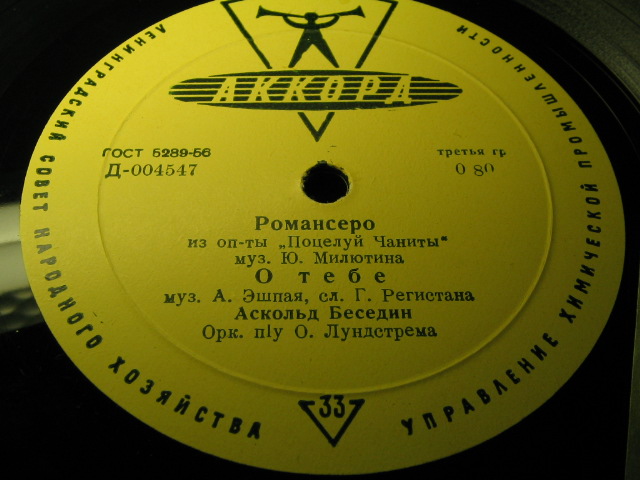 ЛЕНИНГРАДСКИЙ СОВЕТ НАРОДНОГО ХОЗЯЙСТВА
УПРАВЛЕНИЕ ХИМИЧЕСКОЙ ПРОМЫШЛЕННОСТИ
АККОРД
ГОСТ 5289-56
Д-004547
третья гр
0 80
Романсеро
из оп-ты „Поцелуй Чаниты"
муз. Ю. Милютина
О тебе
муз. А. Эшпая, сл. Г. Регистана
Аскольд Беседин
Орк. п/у О. Лундстрема
33